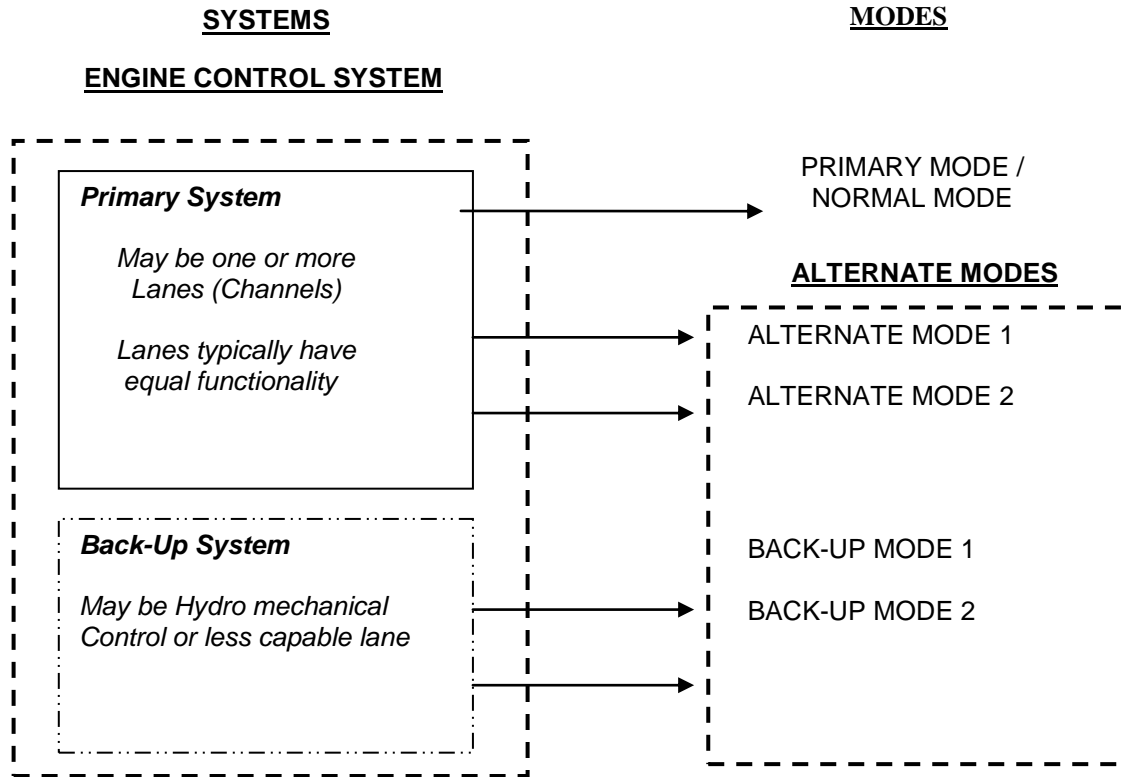 SYSTEMS
MODES
ENGINE CONTROL SYSTEM
Primary System
May be one or more
Lanes (Channels)
Lanes typically have
equal functionality
PRIMARY MODE /
NORMAL MODE
ALTERNATE MODES
ALTERNATE MODE 1
ALTERNATE MODE 2
Back-Up System
May be Hydro mechanical
Control or less capable lane
BACK-UP MODE 1
BACK-UP MODE 2